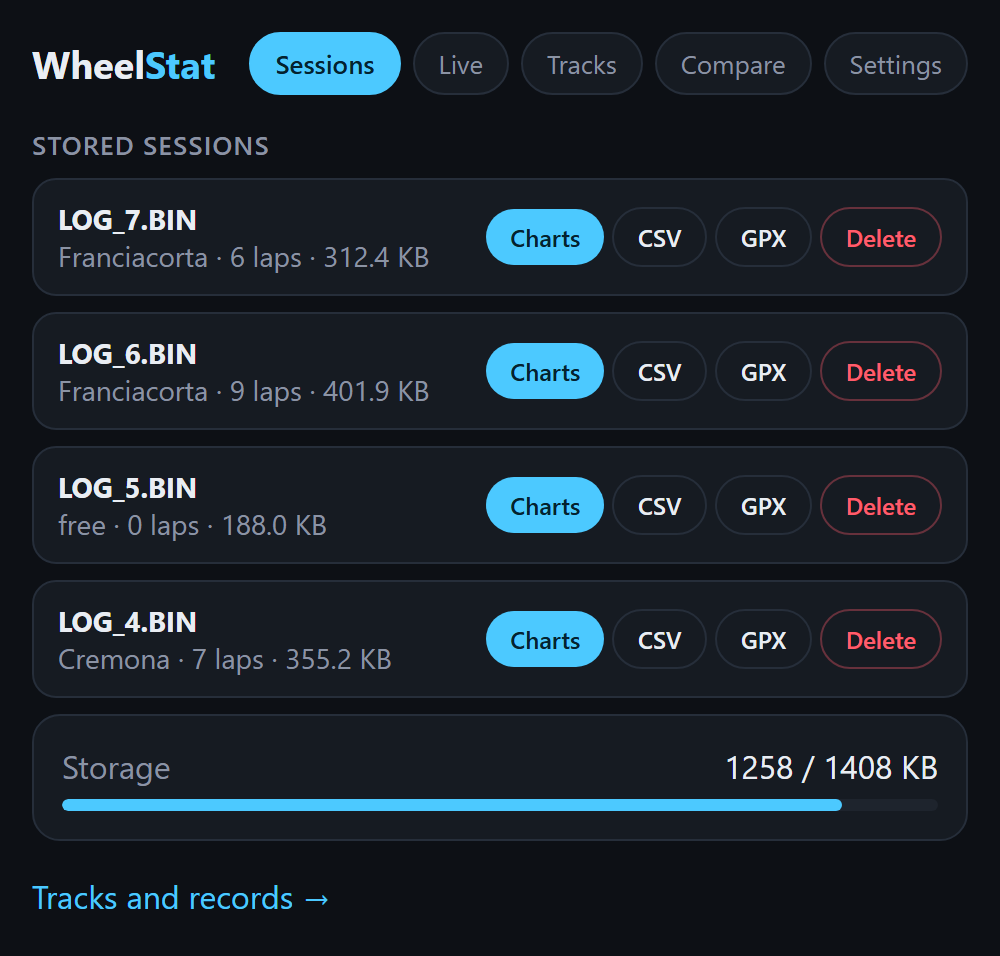 WheelStat Sessions Live Tracks Compare Settings
STORED SESSIONS
LOG_7.BIN
Franciacorta · 6 laps · 312.4 KB
Charts CSV GPX Delete
LOG_6.BIN
Franciacorta · 9 laps · 401.9 KB
Charts CSV GPX Delete
LOG_5.BIN
free · 0 laps · 188.0 KB
Charts CSV GPX Delete
LOG_4.BIN
Cremona · 7 laps · 355.2 KB
Charts CSV GPX Delete
Storage 1258 / 1408 KB
Tracks and records →